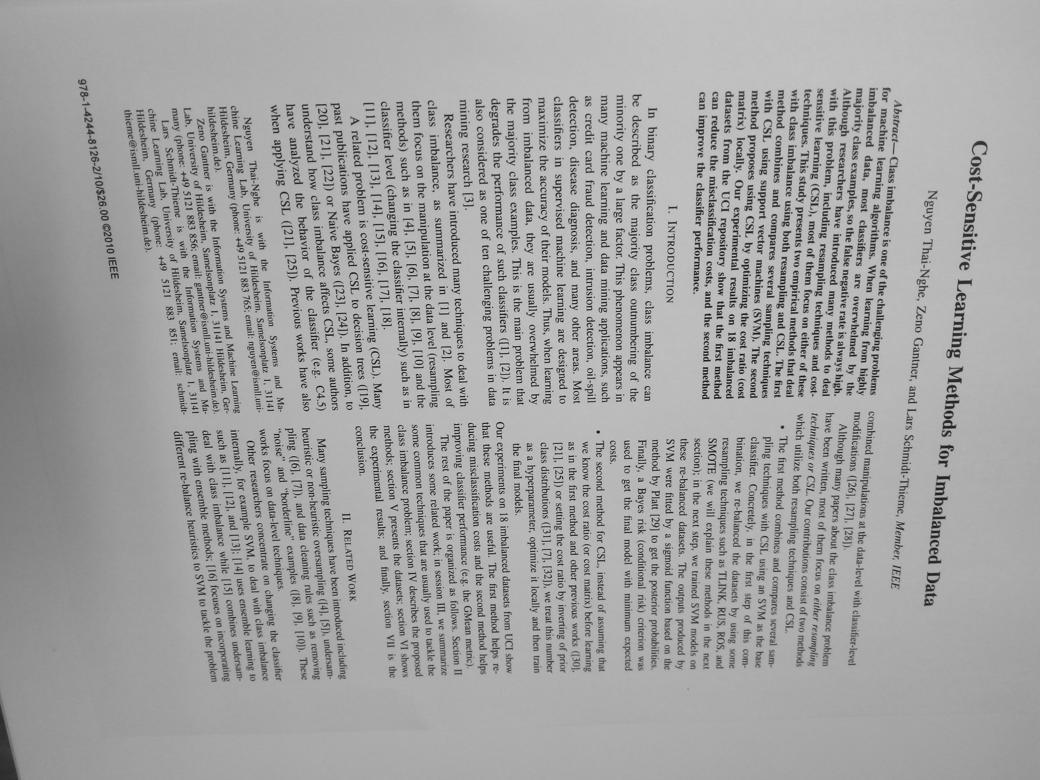 Cost-Sensitive Learning Methods for Imbalanced Data
Nguyen Thai-Nghe, Zeno Gantner, and Lars Schmidt-Thieme, Member, IEEE
Abstract— Class imbalance is one of the challenging problems
for machine learning algorithms. When learning from highly
imbalanced data, most classifiers are overwhelmed by the
majority class examples, so the false negative rate is always high.
Although researchers have introduced many methods to deal
with this problem, including resampling techniques and cost-
sensitive learning (CSL), most of them focus on either of these
techniques. This study presents two empirical methods that deal
with class imbalance using both resampling and CSL. The first
method combines and compares several sampling techniques
with CSL using support vector machines (SVM). The second
method proposes using CSL by optimizing the cost ratio (cost
matrix) locally. Our experimental results on 18 imbalanced
datasets from the UCI repository show that the first method
can reduce the misclassification costs, and the second method
can improve the classifier performance.
I. INTRODUCTION
In binary classification problems, class imbalance can
be described as the majority class outnumbering of the
minority one by a large factor. This phenomenon appears in
many machine learning and data mining applications, such
as credit card fraud detection, intrusion detection, oil-spill
detection, disease diagnosis, and many other areas. Most
classifiers in supervised machine learning are designed to
maximize the accuracy of their models. Thus, when learning
from imbalanced data, they are usually overwhelmed by
the majority class examples. This is the main problem that
degrades the performance of such classifiers ([1], [2]). It is
also considered as one of ten challenging problems in data
mining research [3].
Researchers have introduced many techniques to deal with
class imbalance, as summarized in [1] and [2]. Most of
them focus on the manipulation at the data level (resampling
methods) such as in [4], [5], [6], [7], [8], [9], [10] and the
classifier level (changing the classifier internally) such as in
[11], [12], [13], [14], [15], [16], [17], [18].
A related problem is cost-sensitive learning (CSL). Many
past publications have applied CSL to decision trees ([19],
[20], [21], [22]) or Naive Bayes ([23], [24]). In addition, to
understand how class imbalance affects CSL, some authors
have analyzed the behavior of the classifier (e.g. C4.5)
when applying CSL ([21], [25]). Previous works have also
Nguyen Thai-Nghe is with the Information Systems and Ma-
chine Learning Lab, University of Hildesheim, Samelsonplatz 1, 31141
Hildesheim, Germany (phone: +49 5121 883 765; email: nguyen@ismll.uni-
hildesheim.de).
Zeno Gantner is with the Information Systems and Machine Learning
Lab, University of Hildesheim, Samelsonplatz 1, 31141 Hildesheim, Ger-
many (phone: +49 5121 883 856; email: gantner@ismll.uni-hildesheim.de).
Lars Schmidt-Thieme is with the Information Systems and Ma-
chine Learning Lab, University of Hildesheim, Samelsonplatz 1, 31141
Hildesheim, Germany (phone: +49 5121 883 851; email: schmidt-
thieme@ismll.uni-hildesheim.de).
combined manipulations at the data-level with classifier-level
modifications ([26], [27], [28]).
Although many papers about the class imbalance problem
have been written, most of them focus on either resampling
techniques or CSL. Our contributions consist of two methods
which utilize both resampling techniques and CSL.
• The first method combines and compares several sam-
pling techniques with CSL using an SVM as the base
classifier. Concretely, in the first step of this com-
bination, we re-balanced the datasets by using some
resampling techniques such as TLINK, RUS, ROS, and
SMOTE (we will explain these methods in the next
section); in the next step, we trained SVM models on
these re-balanced datasets. The outputs produced by
SVM were fitted by a sigmoid function based on the
method by Platt [29] to get the posterior probabilities.
Finally, a Bayes risk (conditional risk) criterion was
used to get the final model with minimum expected
costs.
• The second method for CSL, instead of assuming that
we know the cost ratio (or cost matrix) before learning
as in the first method and other previous works ([30],
[21], [25]) or setting the cost ratio by inverting of prior
class distributions ([31], [7], [32]), we treat this number
as a hyperparameter, optimize it locally and then train
the final models.
Our experiments on 18 imbalanced datasets from UCI show
that these methods are useful. The first method helps re-
ducing misclassification costs and the second method helps
improving classifier performance (e.g. the GMean metric).
The rest of the paper is organized as follows. Section II
introduces some related work; in session III, we summarize
some common techniques that are usually used to tackle the
class imbalance problem; section IV describes the proposed
methods; section V presents the datasets; section VI shows
the experimental results; and finally, section VII is the
conclusion.
II. RELATED WORK
Many sampling techniques have been introduced including
heuristic or non-heuristic oversampling ([4], [5]), undersam-
pling ([6], [7]), and data cleaning rules such as removing
"noise" and "borderline" examples ([8], [9], [10]). These
works focus on data-level techniques.
Other researchers concentrate on changing the classifier
internally, for example SVM, to deal with class imbalance
such as [11], [12], and [13]; [14] uses ensemble learning to
deal with class imbalance while [15] combines undersam-
pling with ensemble methods; [16] focuses on incorporating
different re-balance heuristics to SVM to tackle the problem
978-1-4244-8126-2/10/$26.00 ©2010 IEEE